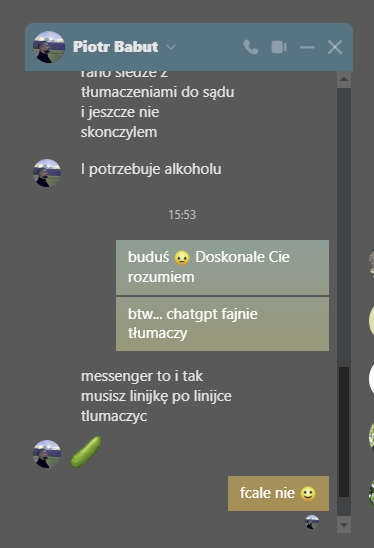 Piotr Babut
rano siedze z
tłumaczeniami do sądu
i jeszcze nie
skonczylem
I potrzebuje alkoholu
15:53
buduś 😞 Doskonale Cie
rozumiem
btw... chatgpt fajnie
tłumaczy
messenger to i tak
musisz linijkę po linijce
tlumaczyc
fcale nie 😀